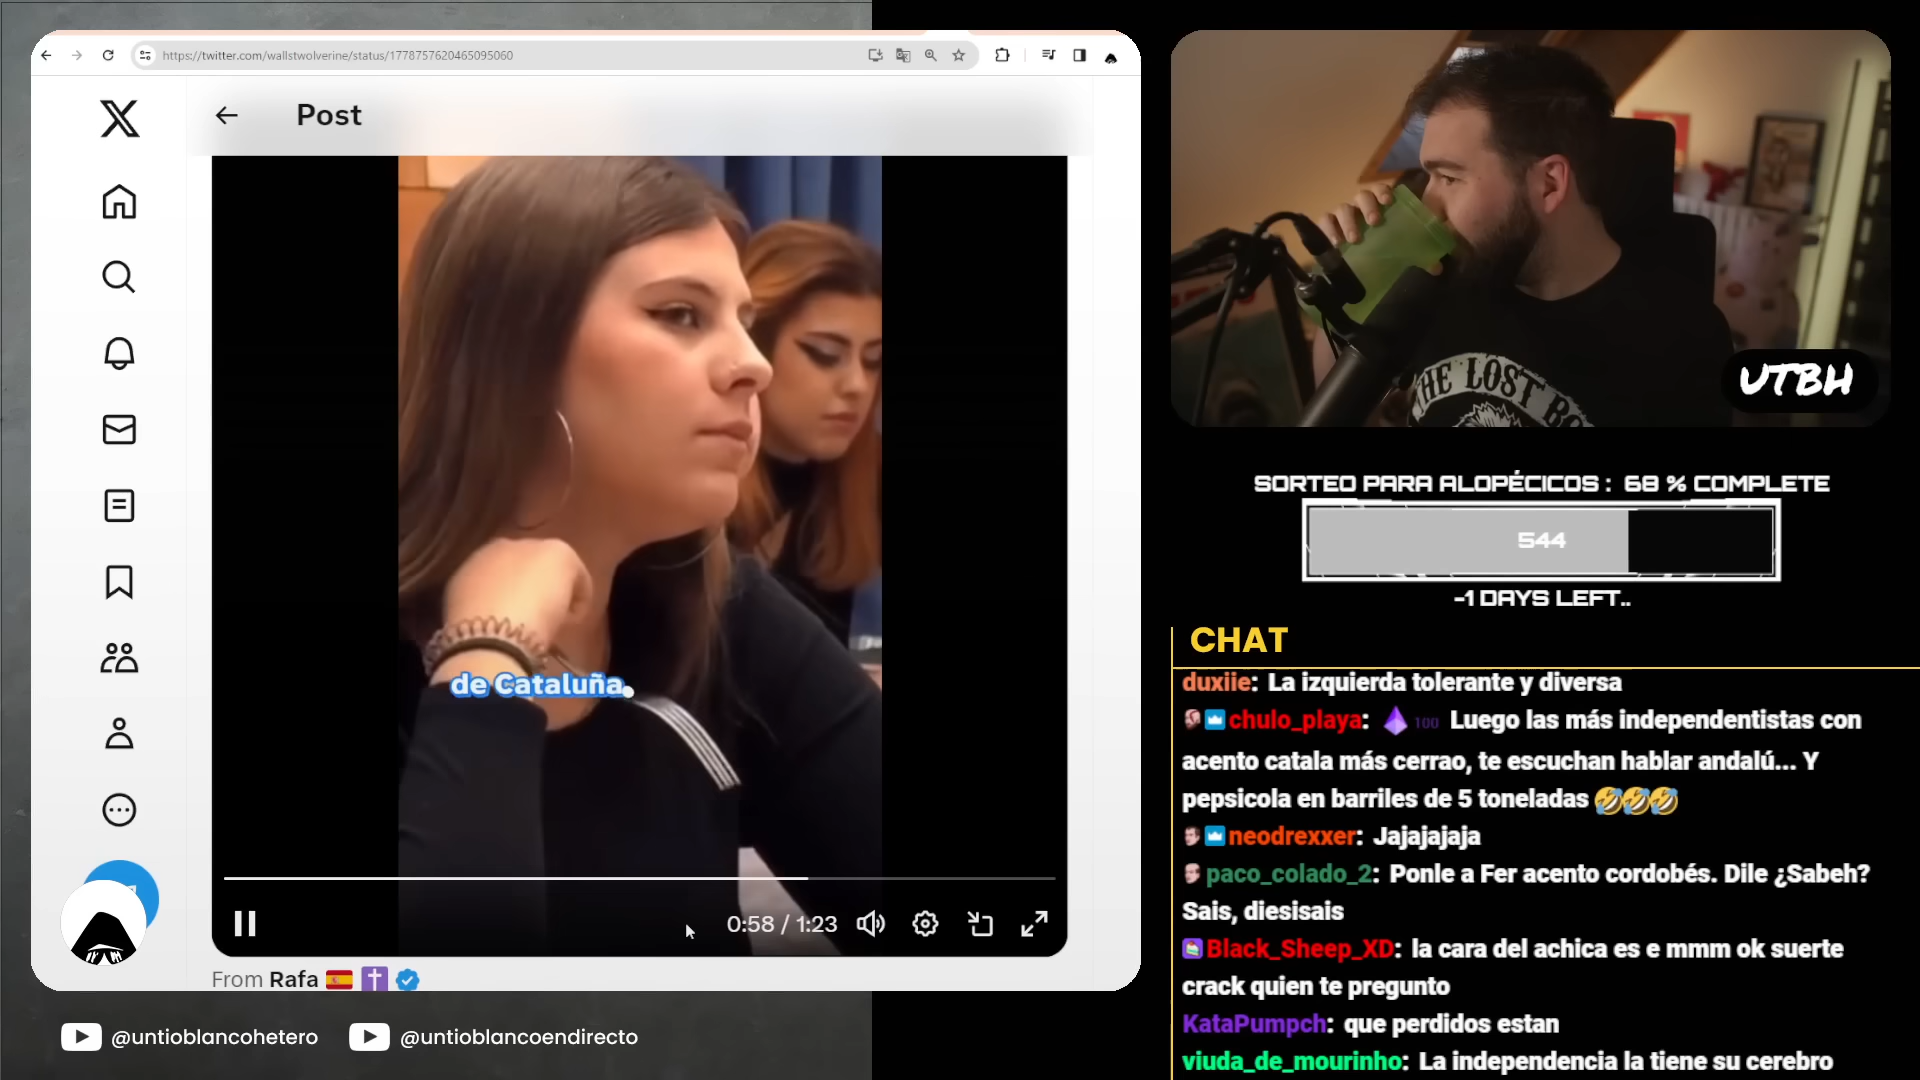 https://twitter.com/wallstwolverine/status/1778757620465095060
Post
de Cataluña.
0:58 / 1:23
From Rafa
@untioblancohetero
@untioblancoendirecto
THE LOST BO
UTBH
SORTEO PARA ALOPÉCICOS : 68 % COMPLETE
544
-1 DAYS LEFT..
CHAT
duxiie: La izquierda tolerante y diversa
chulo_playa: 100 Luego las más independentistas con
acento catala más cerrao, te escuchan hablar andalú... Y
pepsicola en barriles de 5 toneladas 🤣🤣🤣
neodrexxer: Jajajajaja
paco_colado_2: Ponle a Fer acento cordobés. Dile ¿Sabeh?
Sais, diesisais
Black_Sheep_XD: la cara del achica es e mmm ok suerte
crack quien te pregunto
KataPumpch: que perdidos estan
viuda_de_mourinho: La independencia la tiene su cerebro